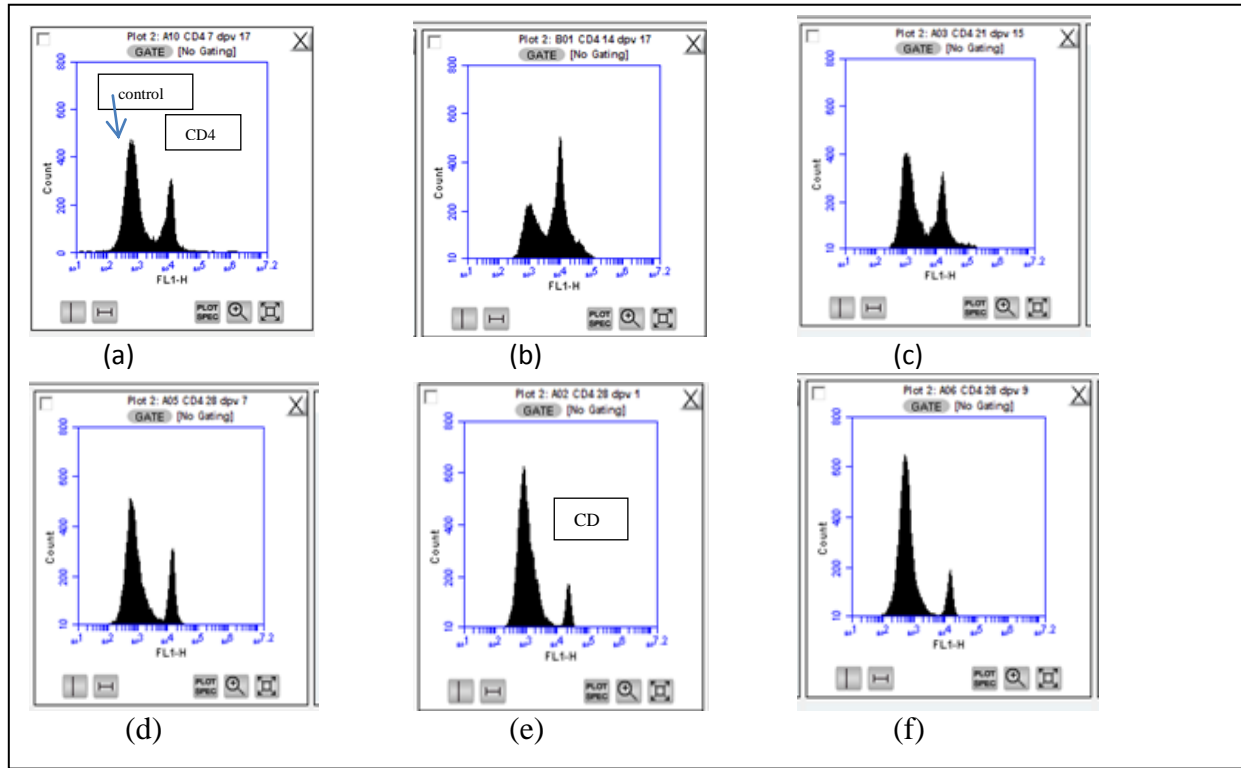 Plot 2: A10 CD4 7 dpv 17
GATE [No Gating]
control
CD4
Count
800
600
400
200
0
FL1-H
PLOT SPEC
(a)
Plot 2: B01 CD4 14 dpv 17
GATE [No Gating]
Count
800
600
400
200
10
FL1-H
PLOT SPEC
(b)
Plot 2: A03 CD4 21 dpv 15
GATE [No Gating]
Count
800
600
400
200
10
FL1-H
PLOT SPEC
(c)
Plot 2: A05 CD4 28 dpv 7
GATE [No Gating]
Count
800
600
400
200
10
FL1-H
PLOT SPEC
(d)
Plot 2: A02 CD4 28 dpv 1
GATE [No Gating]
CD
Count
800
600
400
200
10
FL1-H
PLOT SPEC
(e)
Plot 2: A06 CD4 28 dpv 9
GATE [No Gating]
Count
800
600
400
200
10
FL1-H
PLOT SPEC
(f)